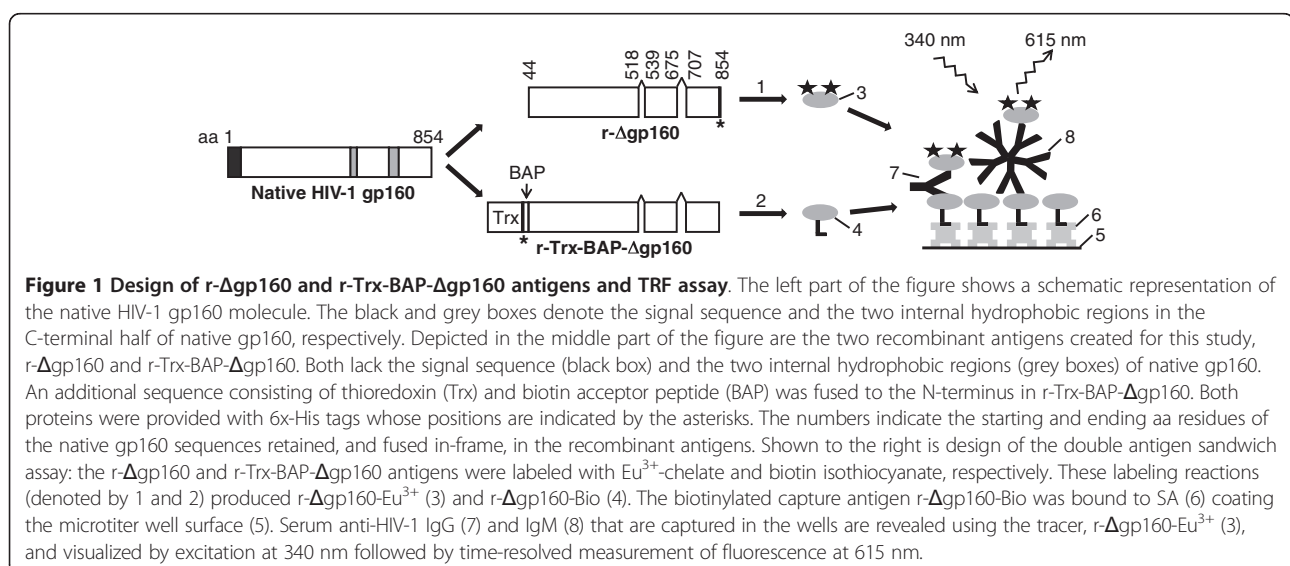 340 nm 615 nm
44 518 539 675 707 854
1 3
r-Δgp160 *
aa 1 854
Native HIV-1 gp160
BAP
7 8
Trx
2
* r-Trx-BAP-Δgp160
4 6
5
Figure 1 Design of r-Δgp160 and r-Trx-BAP-Δgp160 antigens and TRF assay. The left part of the figure shows a schematic representation of
the native HIV-1 gp160 molecule. The black and grey boxes denote the signal sequence and the two internal hydrophobic regions in the
C-terminal half of native gp160, respectively. Depicted in the middle part of the figure are the two recombinant antigens created for this study,
r-Δgp160 and r-Trx-BAP-Δgp160. Both lack the signal sequence (black box) and the two internal hydrophobic regions (grey boxes) of native gp160.
An additional sequence consisting of thioredoxin (Trx) and biotin acceptor peptide (BAP) was fused to the N-terminus in r-Trx-BAP-Δgp160. Both
proteins were provided with 6x-His tags whose positions are indicated by the asterisks. The numbers indicate the starting and ending aa residues of
the native gp160 sequences retained, and fused in-frame, in the recombinant antigens. Shown to the right is design of the double antigen sandwich
assay: the r-Δgp160 and r-Trx-BAP-Δgp160 antigens were labeled with Eu³⁺-chelate and biotin isothiocyanate, respectively. These labeling reactions
(denoted by 1 and 2) produced r-Δgp160-Eu³⁺ (3) and r-Δgp160-Bio (4). The biotinylated capture antigen r-Δgp160-Bio was bound to SA (6) coating
the microtiter well surface (5). Serum anti-HIV-1 IgG (7) and IgM (8) that are captured in the wells are revealed using the tracer, r-Δgp160-Eu³⁺ (3),
and visualized by excitation at 340 nm followed by time-resolved measurement of fluorescence at 615 nm.